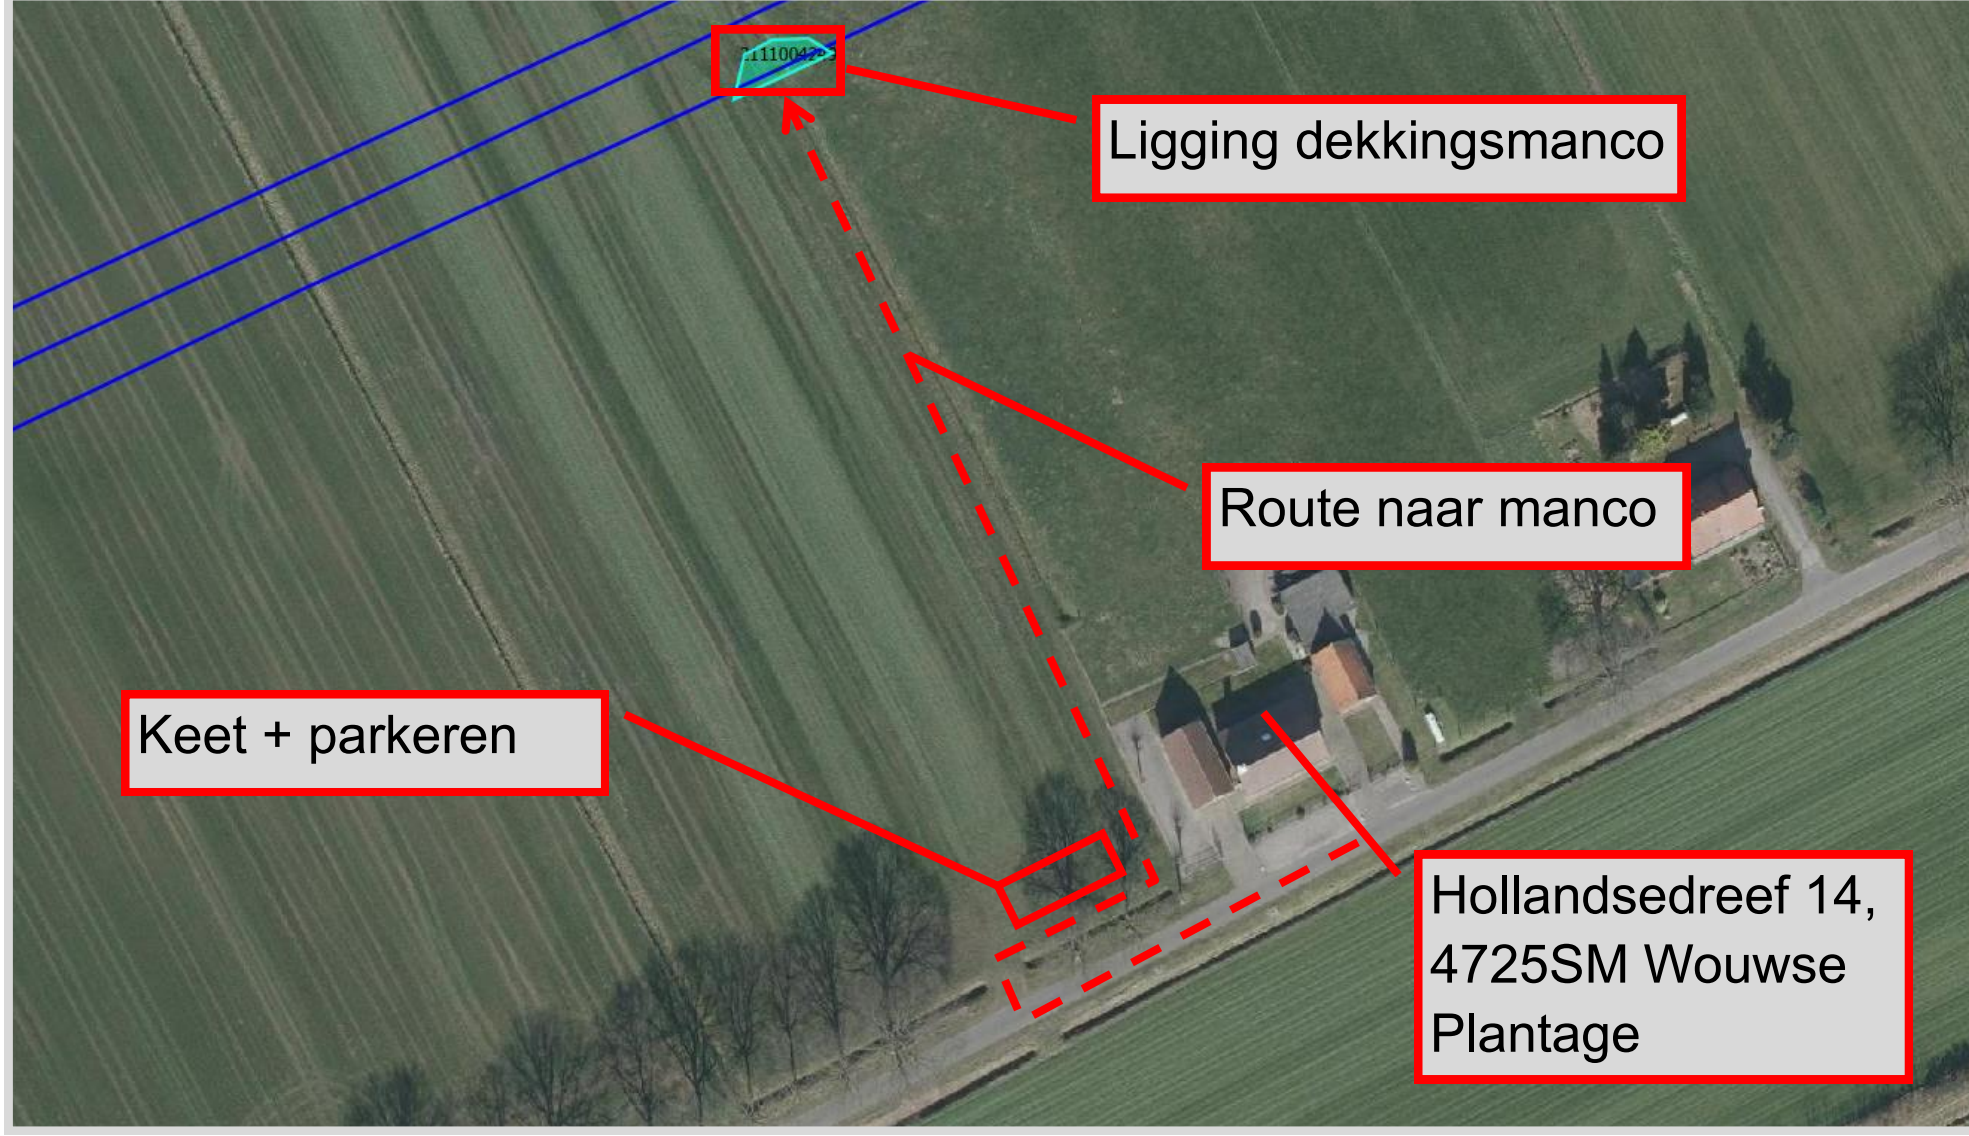 Ligging dekkingsmanco
Route naar manco
Keet + parkeren
Hollandsedreef 14,
4725SM Wouwse
Plantage